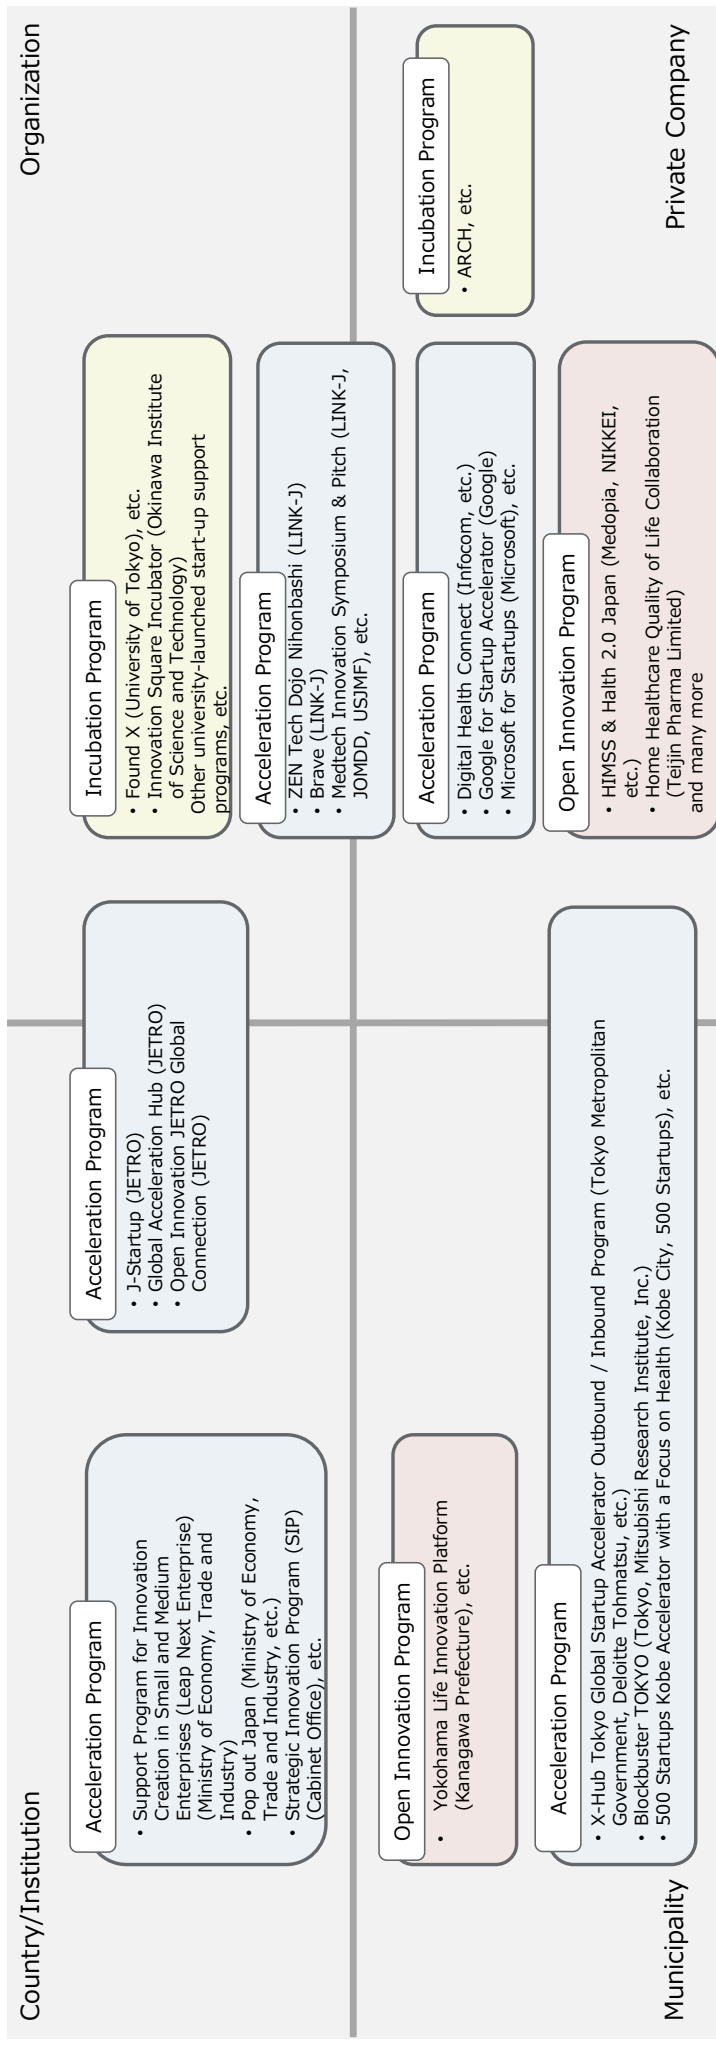 Country/Institution
Organization
Acceleration Program
• Support Program for Innovation
Creation in Small and Medium
Enterprises (Leap Next Enterprise)
(Ministry of Economy, Trade and
Industry)
• Pop out Japan (Ministry of Economy,
Trade and Industry, etc.)
• Strategic Innovation Program (SIP)
(Cabinet Office), etc.
Acceleration Program
• J-Startup (JETRO)
• Global Acceleration Hub (JETRO)
• Open Innovation JETRO Global
Connection (JETRO)
Incubation Program
• Found X (University of Tokyo), etc.
• Innovation Square Incubator (Okinawa Institute
of Science and Technology)
Other university-launched start-up support
programs, etc.
Acceleration Program
• ZEN Tech Dojo Nihonbashi (LINK-J)
• Brave (LINK-J)
• Medtech Innovation Symposium & Pitch (LINK-J,
JOMDD, USJMF), etc.
Open Innovation Program
• Yokohama Life Innovation Platform
(Kanagawa Prefecture), etc.
Acceleration Program
• X-Hub Tokyo Global Startup Accelerator Outbound / Inbound Program (Tokyo Metropolitan
Government, Deloitte Tohmatsu, etc.)
• Blockbuster TOKYO (Tokyo, Mitsubishi Research Institute, Inc.)
• 500 Startups Kobe Accelerator with a Focus on Health (Kobe City, 500 Startups), etc.
Acceleration Program
• Digital Health Connect (Infocom, etc.)
• Google for Startup Accelerator (Google)
• Microsoft for Startups (Microsoft), etc.
Incubation Program
• ARCH, etc.
Open Innovation Program
• HIMSS & Halth 2.0 Japan (Medopia, NIKKEI,
etc.)
• Home Healthcare Quality of Life Collaboration
(Teijin Pharma Limited)
and many more
Municipality
Private Company